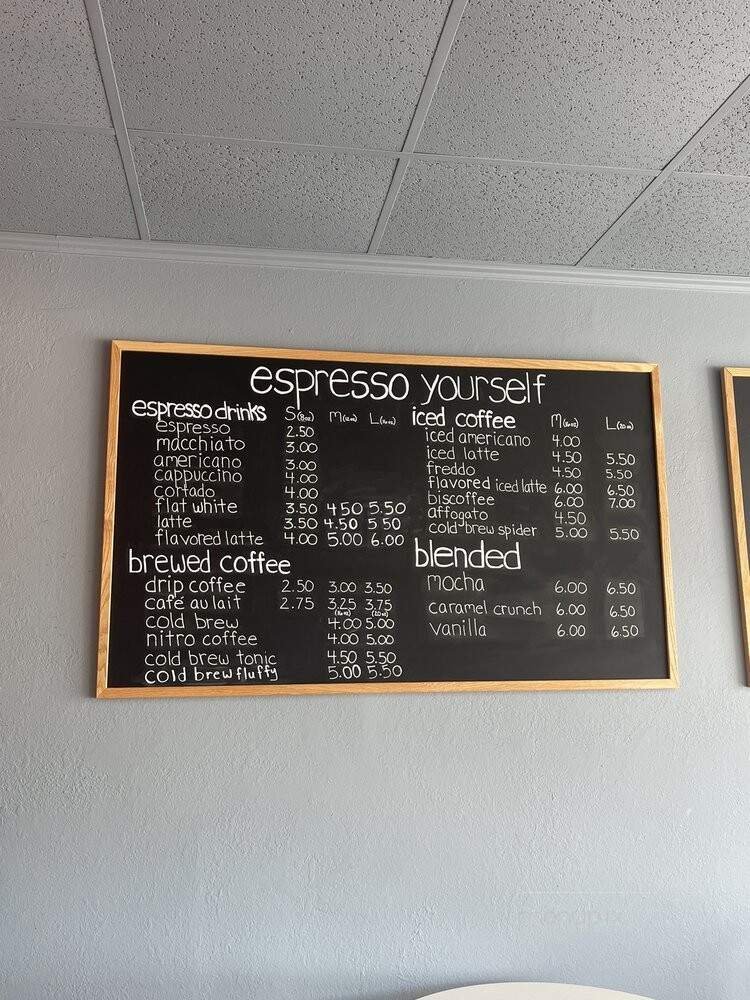 espresso yourself
espresso drinks S(8oz) M(12oz) L(16oz)
espresso 2.50
macchiato 3.00
americano 3.00
cappuccino 4.00
cortado 4.00
flat white 3.50 4.50 5.50
latte 3.50 4.50 5.50
flavored latte 4.00 5.00 6.00
brewed coffee
drip coffee 2.50 3.00 3.50
café au lait 2.75 3.25 3.75
(16oz) (20oz)
cold brew 4.00 5.00
nitro coffee 4.00 5.00
cold brew tonic 4.50 5.50
cold brew fluffy 5.00 5.50
iced coffee M(16oz) L(20oz)
iced americano 4.00
iced latte 4.50 5.50
freddo 4.50 5.50
flavored iced latte 6.00 6.50
biscoffee 6.00 7.00
affogato 4.50
cold brew spider 5.00 5.50
blended
mocha 6.00 6.50
caramel crunch 6.00 6.50
vanilla 6.00 6.50